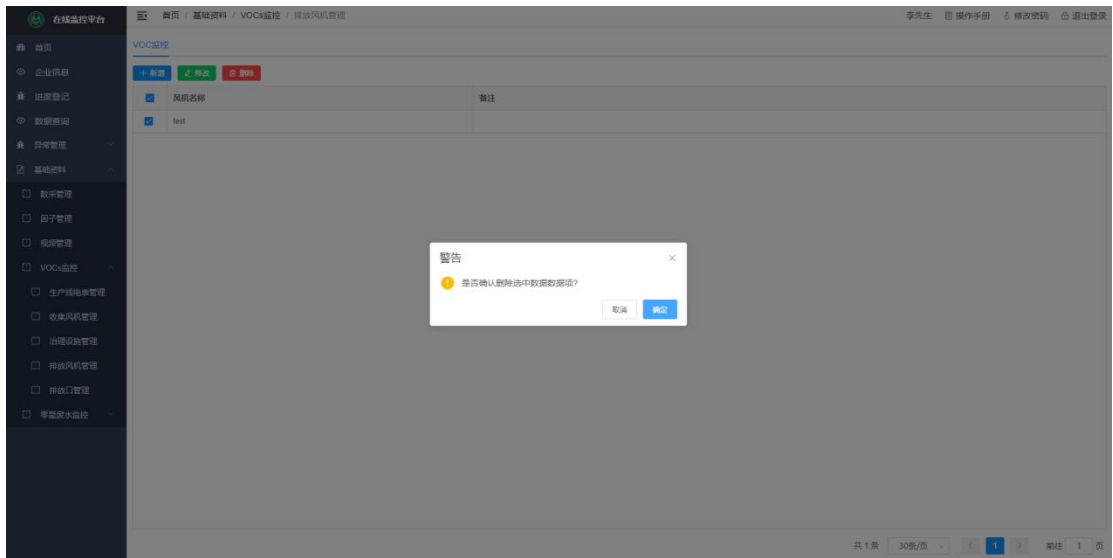 在线监控平台
首页 / 基础资料 / VOCs监控 / 排放风机管理
李先生 操作手册 修改密码 退出登录
首页
企业信息
进度登记
数据查询
异常管理
基础资料
数采管理
因子管理
视频管理
VOCs监控
生产线电表管理
收集风机管理
治理设施管理
排放风机管理
排放口管理
零星废水监控
VOC监控
+ 新增 修改 删除
风机名称 备注
test
警告
是否确认删除选中数据数据项?
取消 确定
共 1 条 30条/页 1 前往 1 页